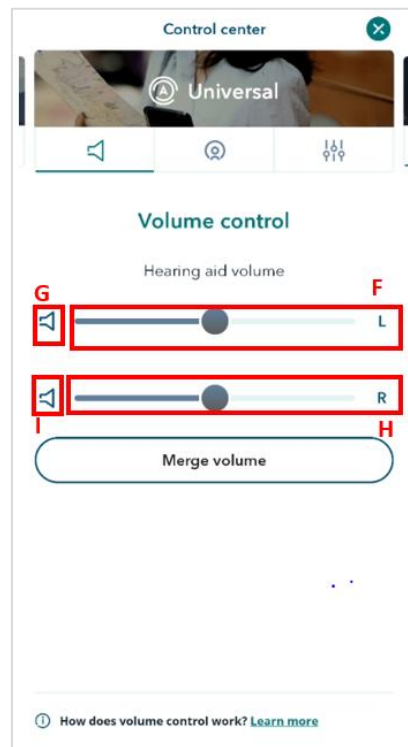 Control center
Universal
Volume control
Hearing aid volume
G
F
L
I
R
H
Merge volume
How does volume control work? Learn more